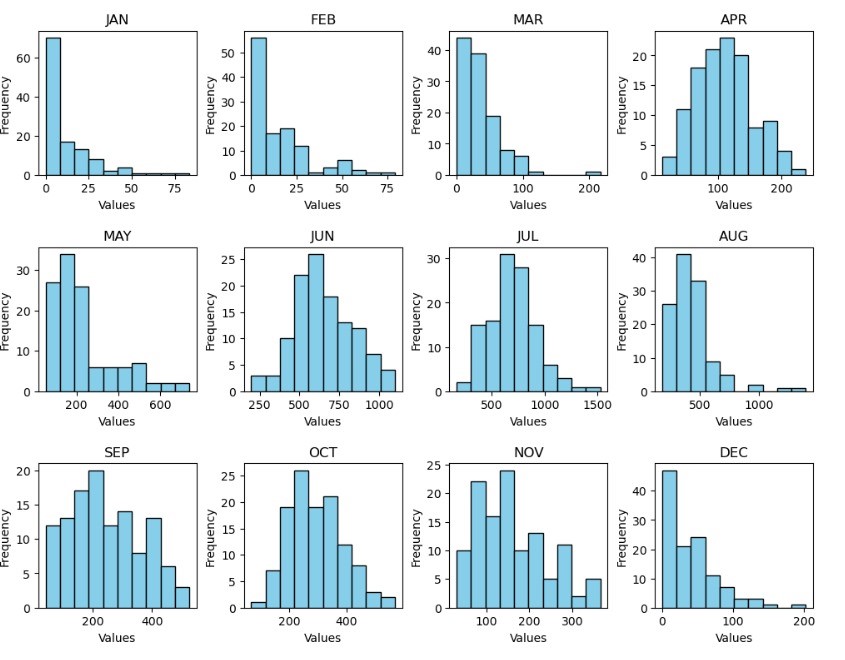 JAN FEB MAR APR
Frequency Frequency Frequency Frequency
60 50 40 20
40 40 30 15
20 30 20 10
0 20 10 5
10 0 0
0
0 25 50 75 0 25 50 75 0 100 200 100 200
Values Values Values Values
MAY JUN JUL AUG
Frequency Frequency Frequency Frequency
30 25 30 40
20 20 20 30
10 15 10 20
0 10 0 10
5 0
0
200 400 600 250 500 750 1000 500 1000 1500 500 1000
Values Values Values Values
SEP OCT NOV DEC
Frequency Frequency Frequency Frequency
20 25 25 40
15 20 20 30
10 15 15 20
5 10 10 10
0 5 5 0
0 0
200 400 200 400 100 200 300 0 100 200
Values Values Values Values